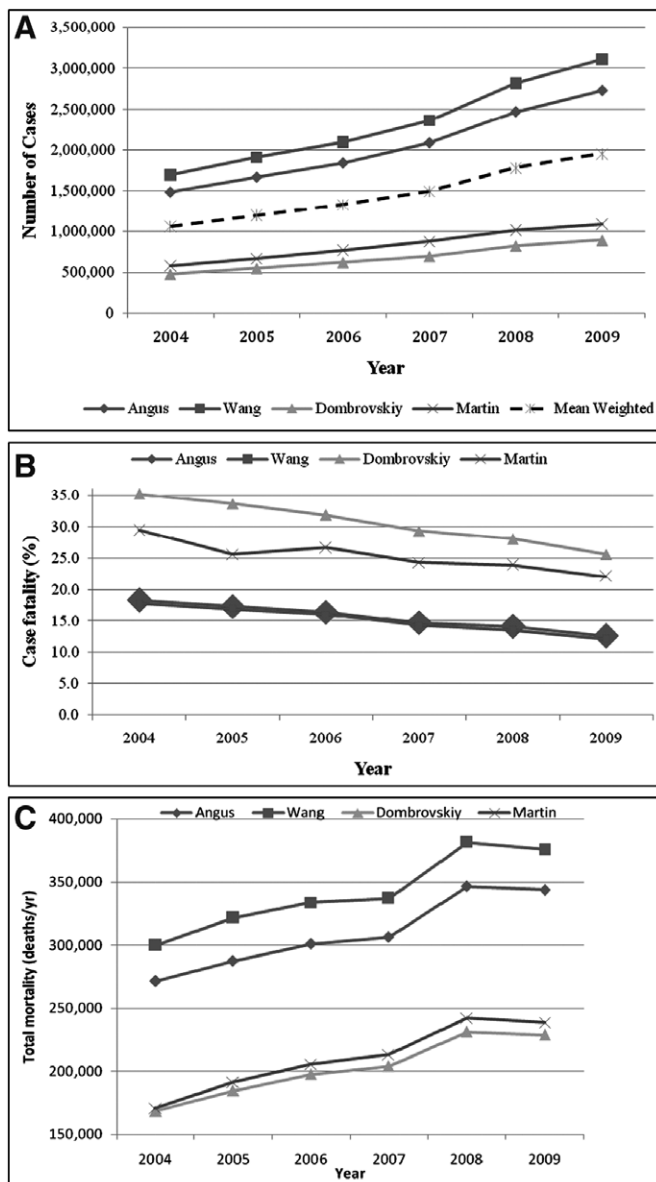 A
3,500,000
3,000,000
2,500,000
2,000,000
1,500,000
1,000,000
500,000
0
Number of Cases
2004 2005 2006 2007 2008 2009
Year
Angus Wang Dombrovskiy Martin Mean Weighted
B
Angus Wang Dombrovskiy Martin
35.0
30.0
25.0
20.0
15.0
10.0
5.0
0.0
Case fatality (%)
2004 2005 2006 2007 2008 2009
Year
C
Angus Wang Dombrovskiy Martin
400,000
350,000
300,000
250,000
200,000
150,000
Total mortality (deaths/yr)
2004 2005 2006 2007 2008 2009
Year